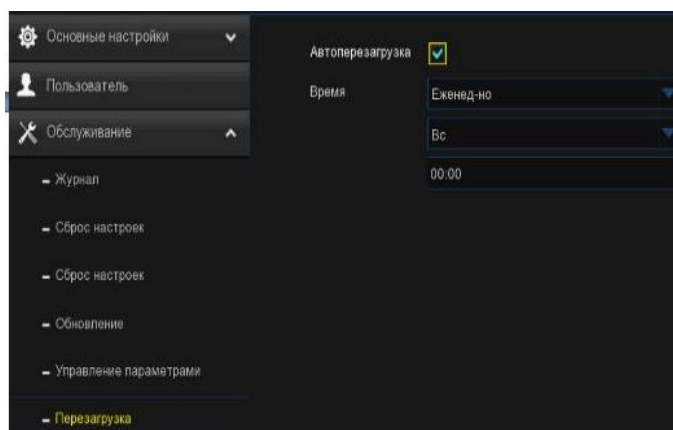 Основные настройки
Пользователь
Обслуживание
Журнал
Сброс настроек
Сброс настроек
Обновление
Управление параметрами
Перезагрузка
Автоперезагрузка
Время
Еженед-но
Вс
00:00